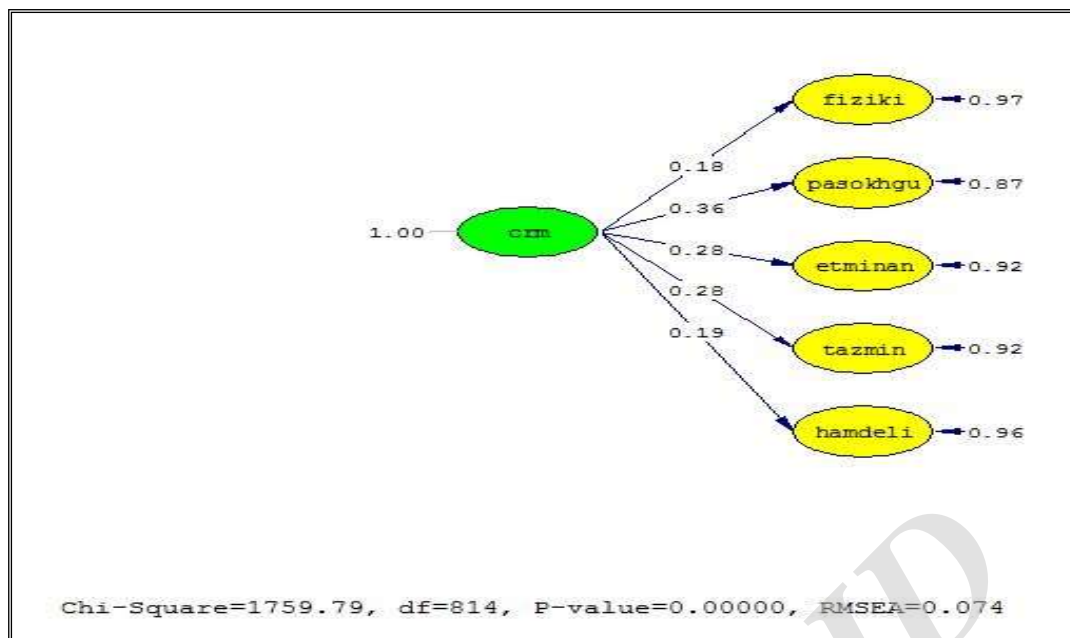 fiziki
0.97
0.18
pasokhgu
0.87
0.36
1.00
crm
0.28
etminan
0.92
0.28
tazmin
0.92
0.19
hamdeli
0.96
Chi-Square=1759.79, df=814, P-value=0.00000, RMSEA=0.074